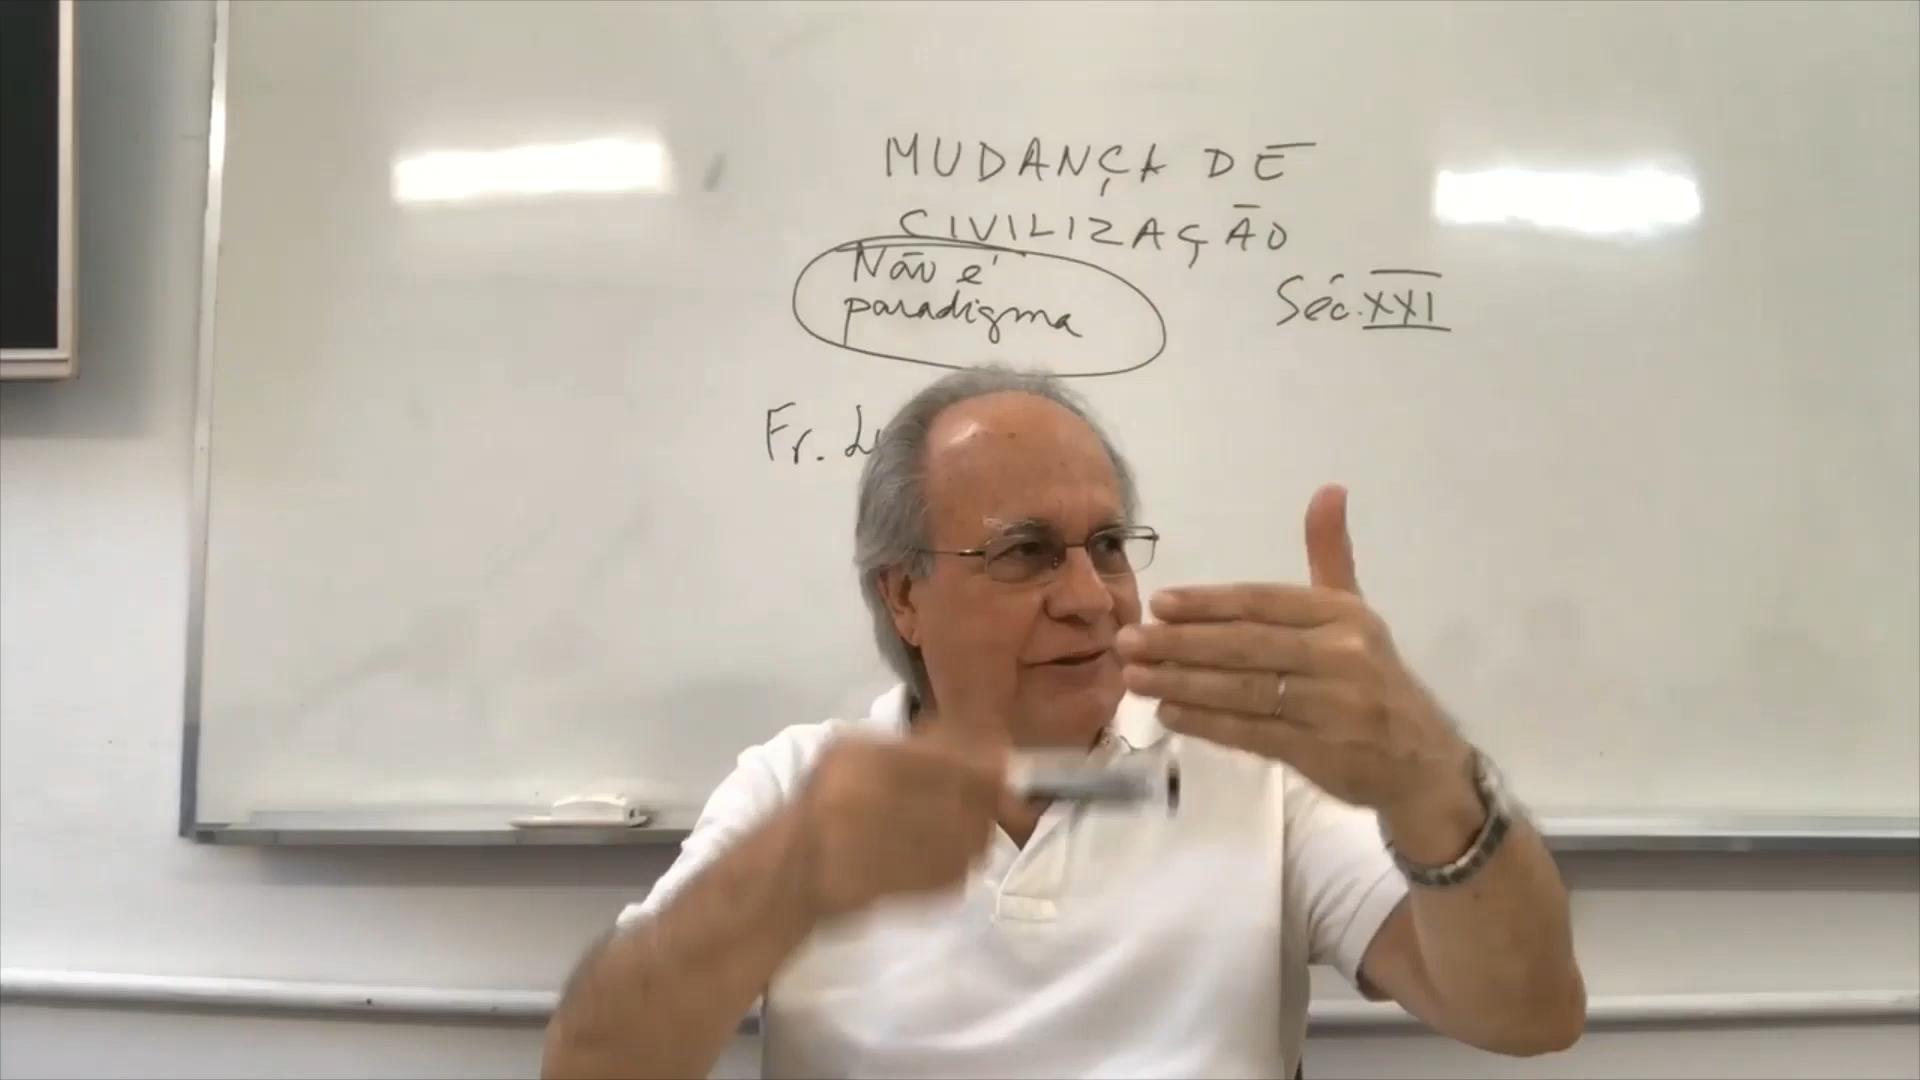 MUDANÇA DE
CIVILIZAÇÃO
Não é
paradigma
Séc. XXI
Fr.